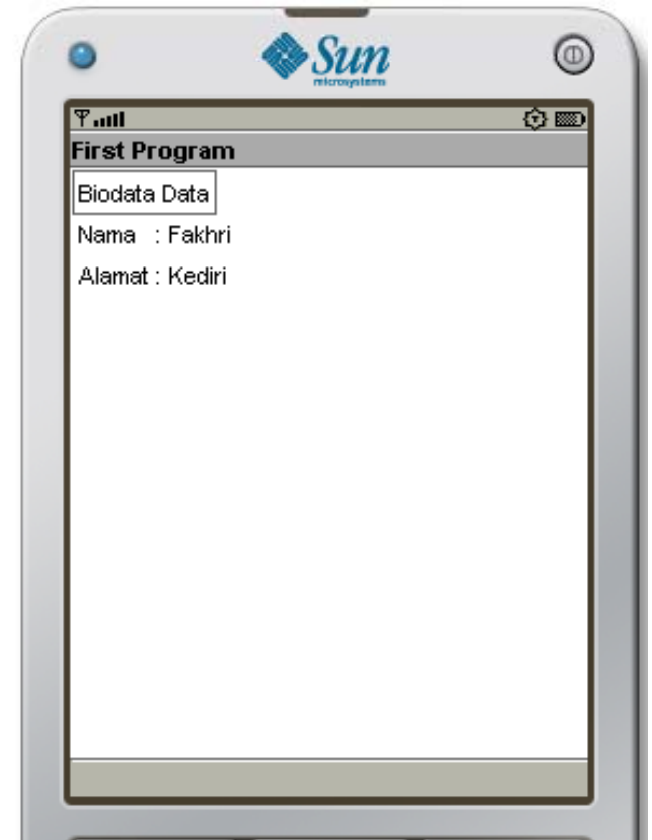 Sun
microsystems
First Program
Biodata Data
Nama : Fakhri
Alamat : Kediri